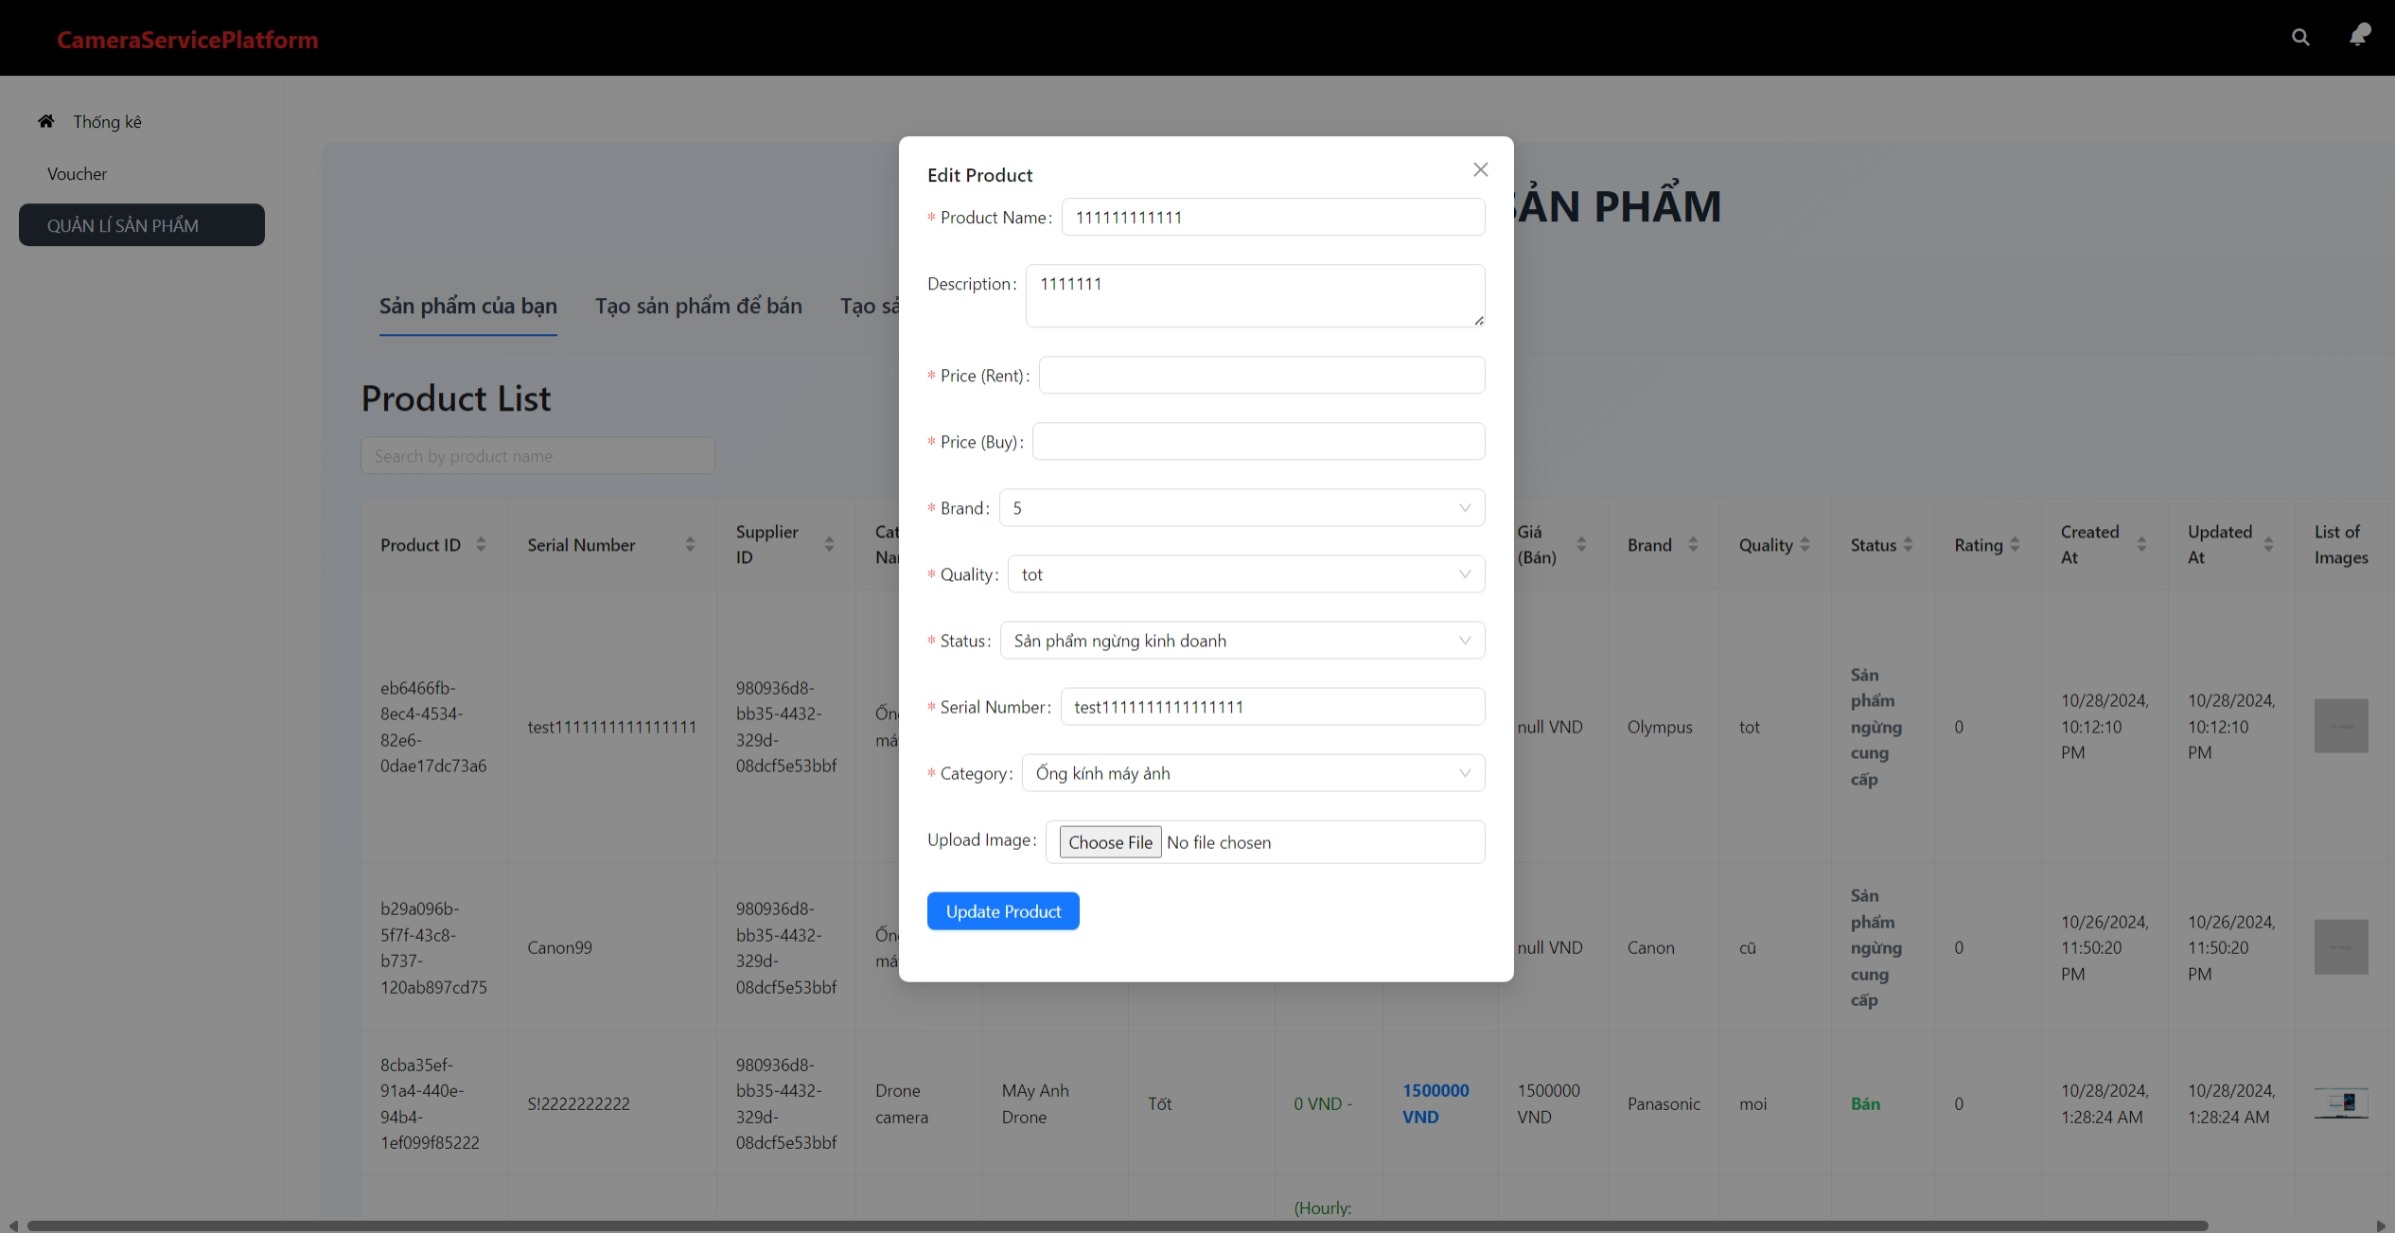 CameraServicePlatform
Thống kê
Voucher
QUẢN LÍ SẢN PHẨM
SẢN PHẨM
Sản phẩm của bạn
Tạo sản phẩm để bán
Tạo sả
Product List
Search by product name
Product ID
Serial Number
Supplier ID
Cat
Nar
Giá (Bán)
Brand
Quality
Status
Rating
Created At
Updated At
List of Images
eb6466fb-
8ec4-4534-
82e6-
0dae17dc73a6
test1111111111111111
980936d8-
bb35-4432-
329d-
08dcf5e53bbf
Ốn
má
null VND
Olympus
tot
Sản
phẩm
ngừng
cung
cấp
0
10/28/2024,
10:12:10
PM
10/28/2024,
10:12:10
PM
b29a096b-
5f7f-43c8-
b737-
120ab897cd75
Canon99
980936d8-
bb35-4432-
329d-
08dcf5e53bbf
Ốn
má
null VND
Canon
cũ
Sản
phẩm
ngừng
cung
cấp
0
10/26/2024,
11:50:20
PM
10/26/2024,
11:50:20
PM
8cba35ef-
91a4-440e-
94b4-
1ef099f85222
S!2222222222
980936d8-
bb35-4432-
329d-
08dcf5e53bbf
Drone
camera
MAy Anh
Drone
Tốt
0 VND -
1500000
VND
1500000
VND
Panasonic
moi
Bán
0
10/28/2024,
1:28:24 AM
10/28/2024,
1:28:24 AM
(Hourly:
Edit Product
* Product Name: 111111111111
Description: 1111111
* Price (Rent):
* Price (Buy):
* Brand: 5
* Quality: tot
* Status: Sản phẩm ngừng kinh doanh
* Serial Number: test1111111111111111
* Category: Ống kính máy ảnh
Upload Image: Choose File No file chosen
Update Product